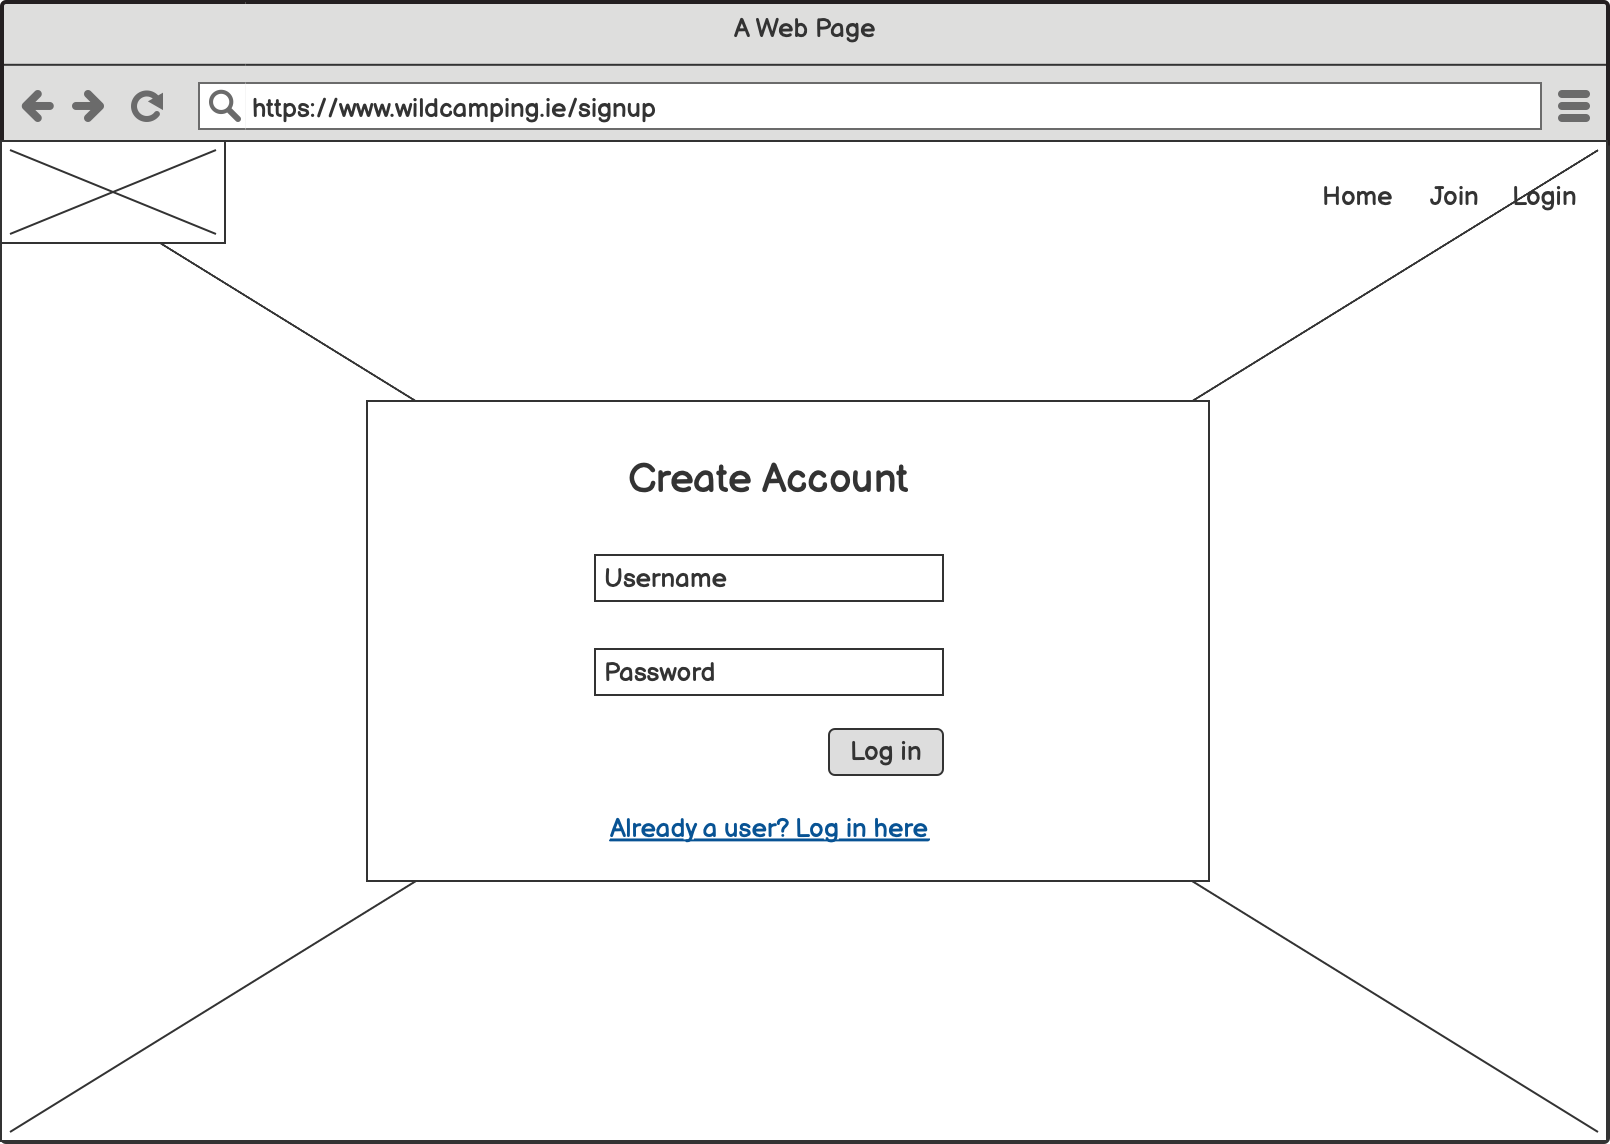 A Web Page
https://www.wildcamping.ie/signup
Home Join Login
Create Account
Username
Password
Log in
Already a user? Log in here